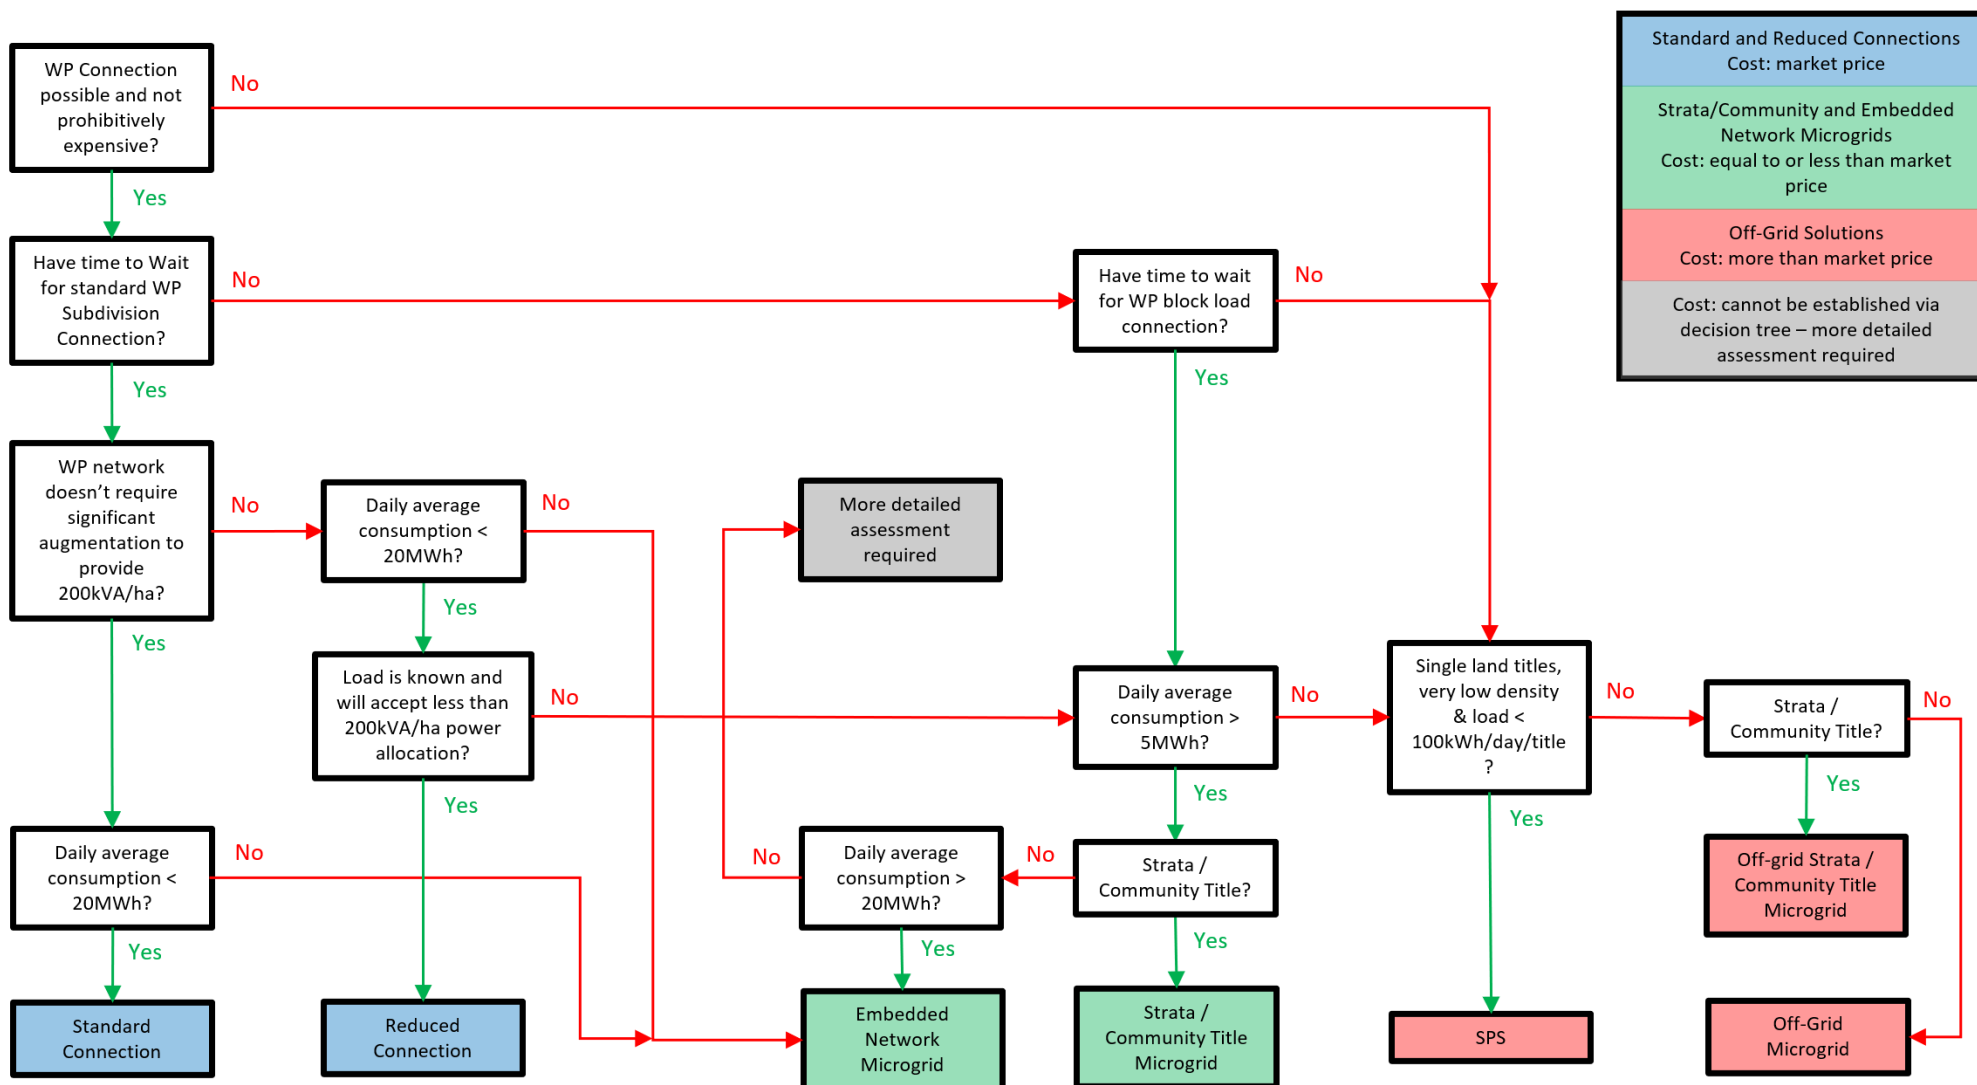 WP Connection
possible and not
prohibitively
expensive?
No
Yes
Have time to Wait
for standard WP
Subdivision
Connection?
No
Yes
Have time to wait
for WP block load
connection?
No
Yes
Standard and Reduced Connections
Cost: market price
Strata/Community and Embedded
Network Microgrids
Cost: equal to or less than market
price
Off-Grid Solutions
Cost: more than market price
Cost: cannot be established via
decision tree – more detailed
assessment required
WP network
doesn't require
significant
augmentation to
provide
200kVA/ha?
No
Yes
Daily average
consumption <
20MWh?
No
Yes
More detailed
assessment
required
Load is known and
will accept less than
200kVA/ha power
allocation?
No
Yes
Daily average
consumption >
5MWh?
No
Yes
Single land titles,
very low density
& load <
100kWh/day/title
?
No
Yes
Strata /
Community Title?
No
Yes
Daily average
consumption <
20MWh?
No
Yes
Daily average
consumption >
20MWh?
No
Yes
Strata /
Community Title?
No
Yes
Off-grid Strata /
Community Title
Microgrid
Standard
Connection
Reduced
Connection
Embedded
Network
Microgrid
Strata /
Community Title
Microgrid
SPS
Off-Grid
Microgrid